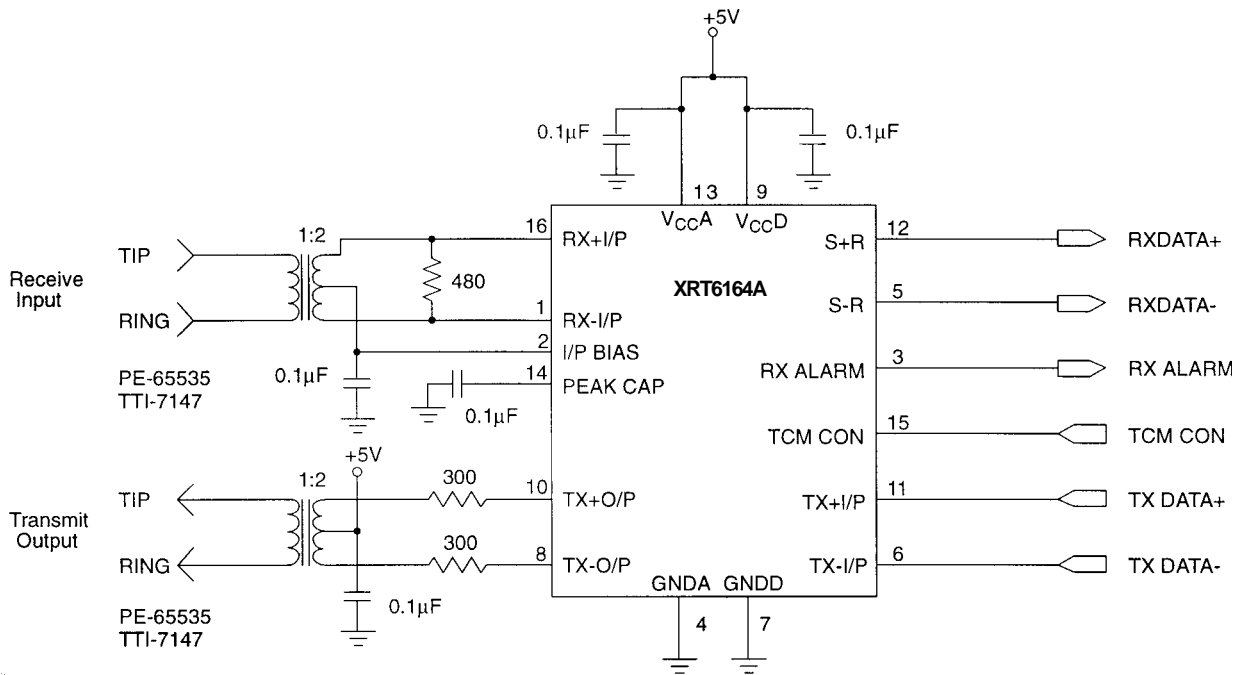 +5V
0.1µF
0.1µF
13
9
VCCA
VCCD
Receive
Input
TIP
RING
1:2
PE-65535
TTI-7147
480
16
RX+I/P
1
RX-I/P
2
I/P BIAS
0.1µF
14
PEAK CAP
0.1µF
XRT6164A
S+R
12
RXDATA+
S-R
5
RXDATA-
RX ALARM
3
RX ALARM
TCM CON
15
TCM CON
TX+I/P
11
TX DATA+
TX-I/P
6
TX DATA-
Transmit
Output
TIP
RING
1:2
+5V
300
10
TX+O/P
300
8
TX-O/P
0.1µF
PE-65535
TTI-7147
GNDA
GNDD
4
7